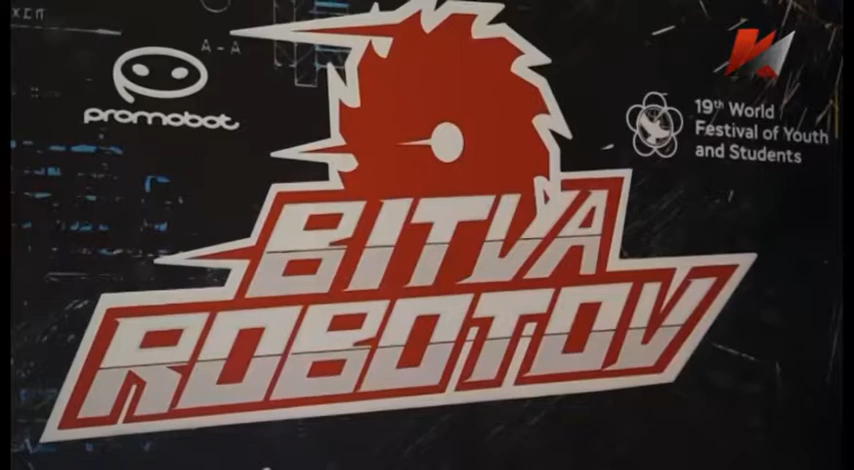 A-A
promobot
19th World
Festival of Youth
and Students
BITVA
ROBOTOV